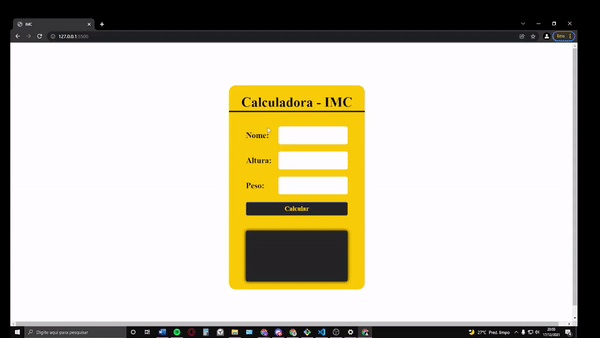 IMC
127.0.0.1:5500
Calculadora - IMC
Nome:
Altura:
Peso:
Calcular
Digite aqui para pesquisar
27°C Pred. limpo
20:05
17/12/2021